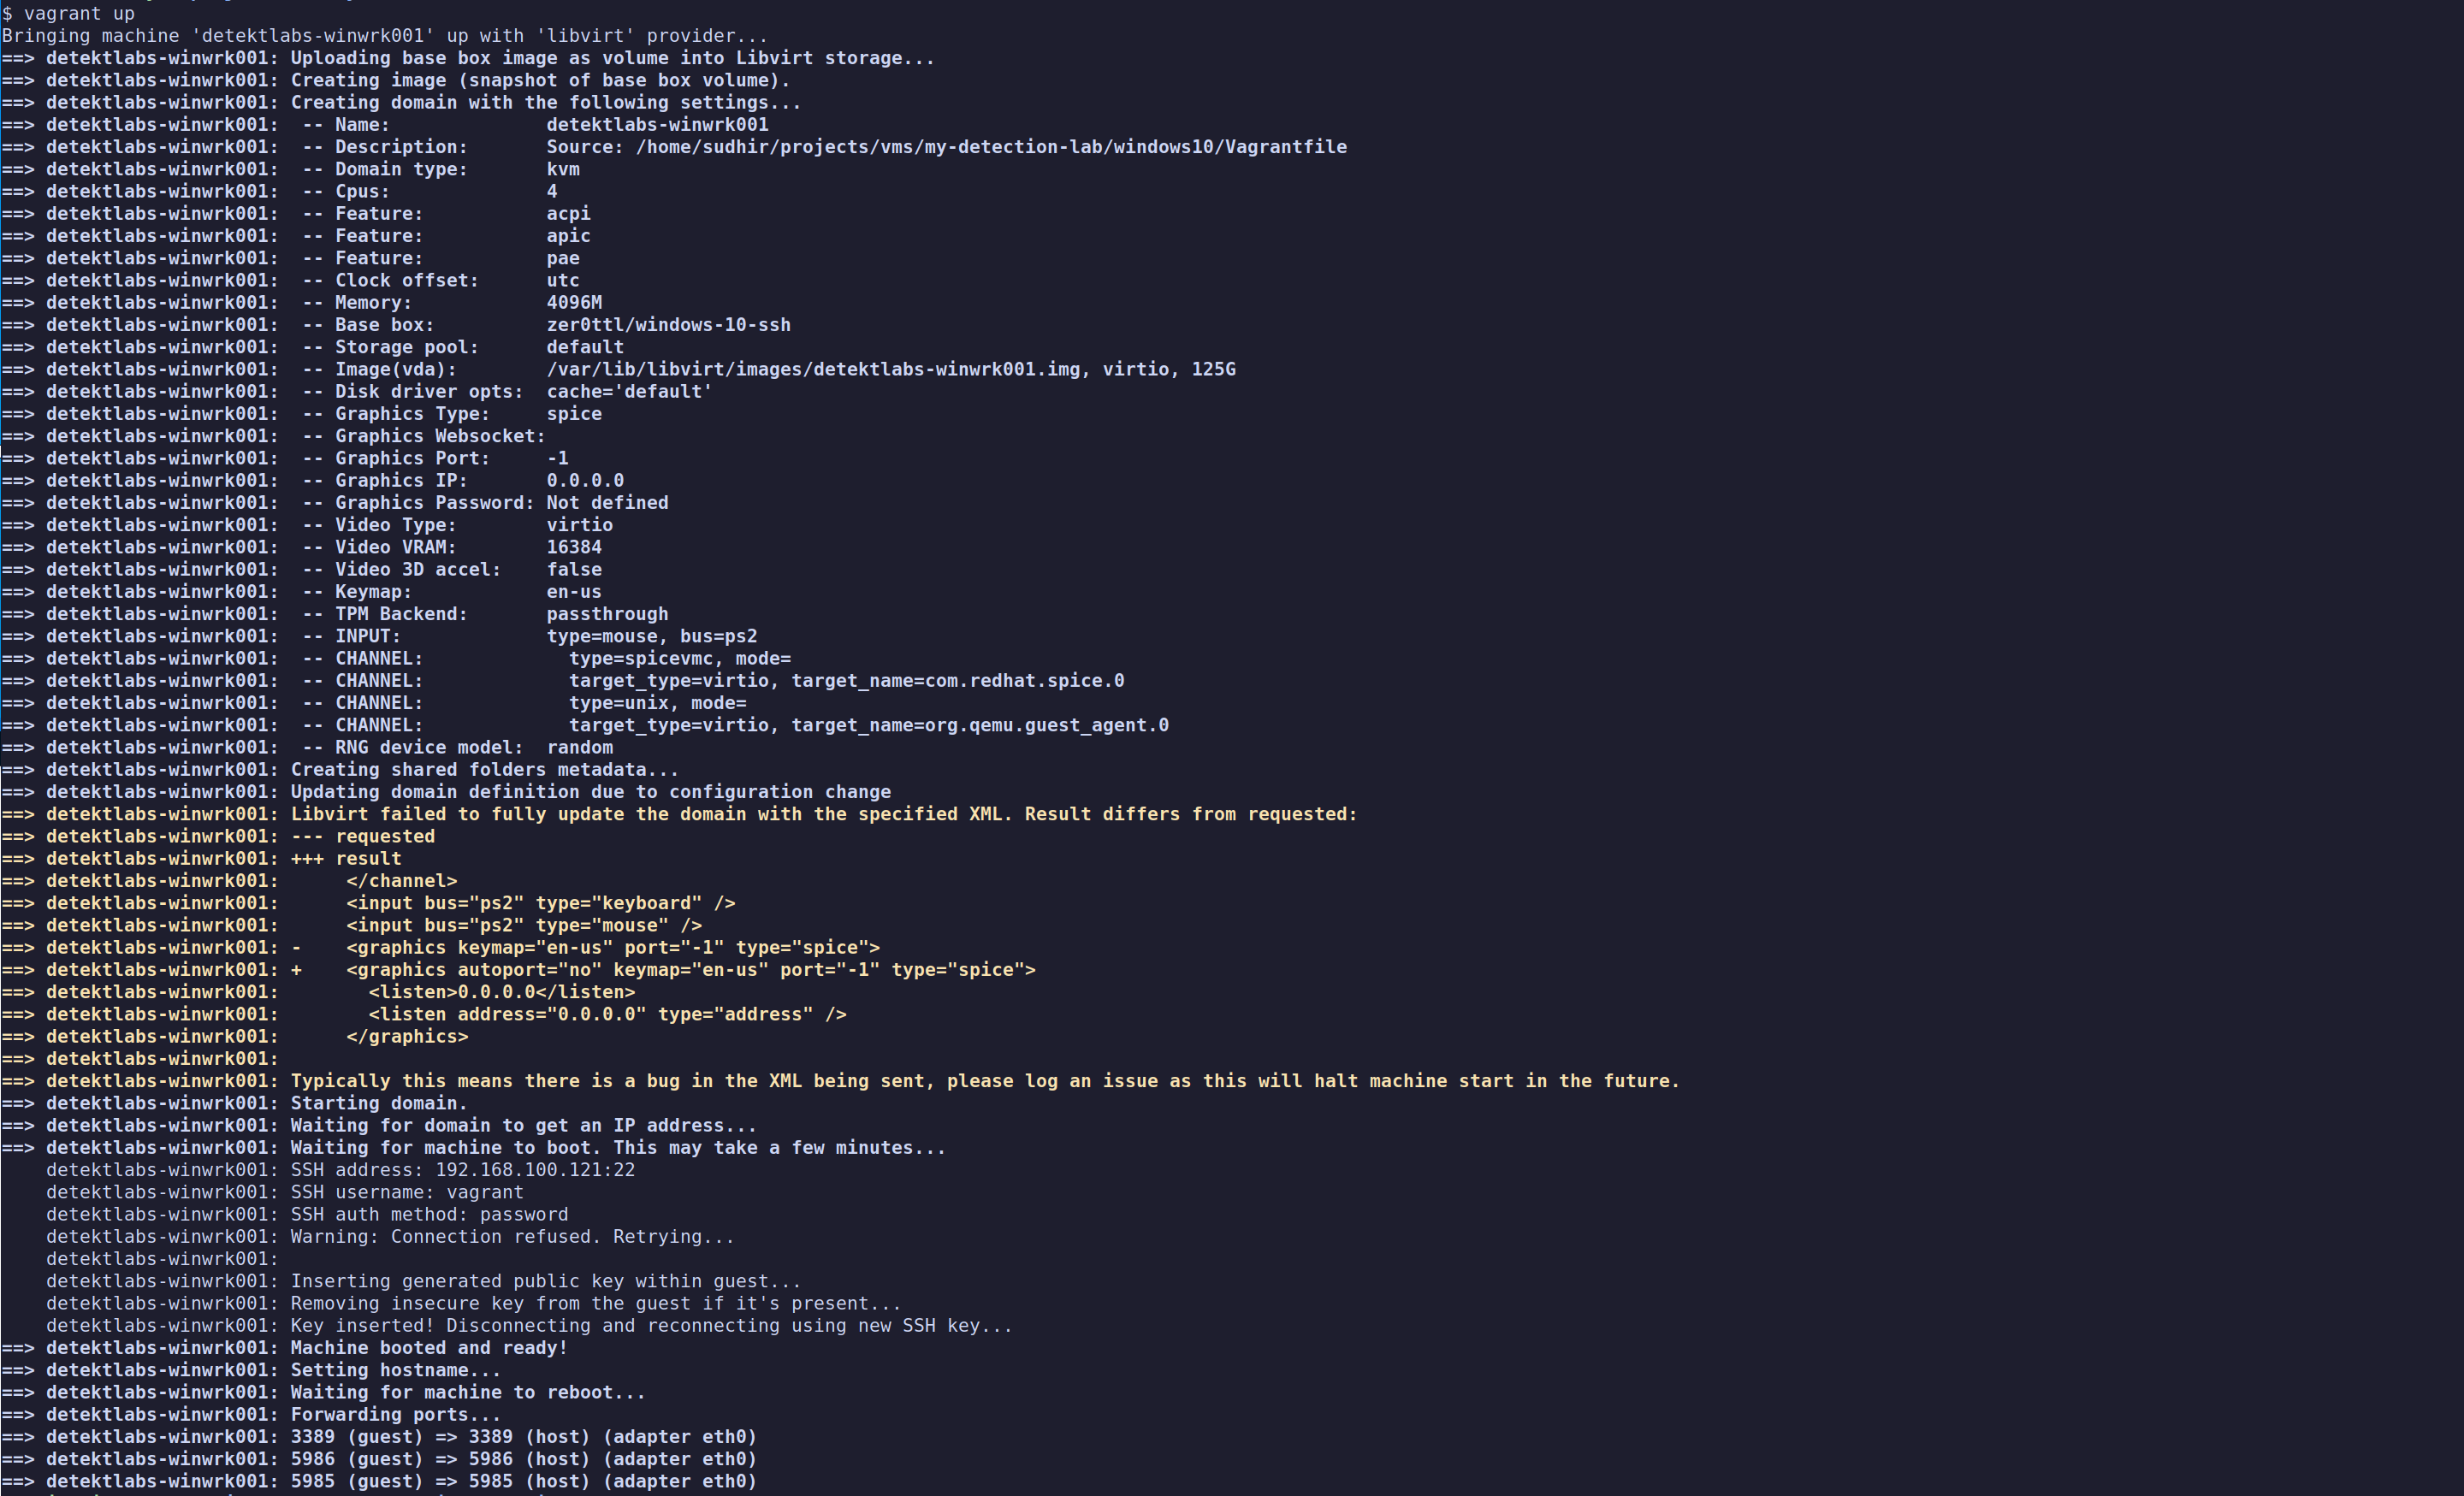 $ vagrant up
Bringing machine 'detektlabs-winwrk001' up with 'libvirt' provider...
==> detektlabs-winwrk001: Uploading base box image as volume into Libvirt storage...
==> detektlabs-winwrk001: Creating image (snapshot of base box volume).
==> detektlabs-winwrk001: Creating domain with the following settings...
==> detektlabs-winwrk001:  -- Name:              detektlabs-winwrk001
==> detektlabs-winwrk001:  -- Description:       Source: /home/sudhir/projects/vms/my-detection-lab/windows10/Vagrantfile
==> detektlabs-winwrk001:  -- Domain type:       kvm
==> detektlabs-winwrk001:  -- Cpus:              4
==> detektlabs-winwrk001:  -- Feature:           acpi
==> detektlabs-winwrk001:  -- Feature:           apic
==> detektlabs-winwrk001:  -- Feature:           pae
==> detektlabs-winwrk001:  -- Clock offset:      utc
==> detektlabs-winwrk001:  -- Memory:            4096M
==> detektlabs-winwrk001:  -- Base box:          zer0ttl/windows-10-ssh
==> detektlabs-winwrk001:  -- Storage pool:      default
==> detektlabs-winwrk001:  -- Image(vda):        /var/lib/libvirt/images/detektlabs-winwrk001.img, virtio, 125G
==> detektlabs-winwrk001:  -- Disk driver opts:  cache='default'
==> detektlabs-winwrk001:  -- Graphics Type:     spice
==> detektlabs-winwrk001:  -- Graphics Websocket:
==> detektlabs-winwrk001:  -- Graphics Port:     -1
==> detektlabs-winwrk001:  -- Graphics IP:       0.0.0.0
==> detektlabs-winwrk001:  -- Graphics Password: Not defined
==> detektlabs-winwrk001:  -- Video Type:        virtio
==> detektlabs-winwrk001:  -- Video VRAM:        16384
==> detektlabs-winwrk001:  -- Video 3D accel:    false
==> detektlabs-winwrk001:  -- Keymap:            en-us
==> detektlabs-winwrk001:  -- TPM Backend:       passthrough
==> detektlabs-winwrk001:  -- INPUT:             type=mouse, bus=ps2
==> detektlabs-winwrk001:  -- CHANNEL:             type=spicevmc, mode=
==> detektlabs-winwrk001:  -- CHANNEL:             target_type=virtio, target_name=com.redhat.spice.0
==> detektlabs-winwrk001:  -- CHANNEL:             type=unix, mode=
==> detektlabs-winwrk001:  -- CHANNEL:             target_type=virtio, target_name=org.qemu.guest_agent.0
==> detektlabs-winwrk001:  -- RNG device model:  random
==> detektlabs-winwrk001: Creating shared folders metadata...
==> detektlabs-winwrk001: Updating domain definition due to configuration change
==> detektlabs-winwrk001: Libvirt failed to fully update the domain with the specified XML. Result differs from requested:
==> detektlabs-winwrk001: --- requested
==> detektlabs-winwrk001: +++ result
==> detektlabs-winwrk001:      </channel>
==> detektlabs-winwrk001:      <input bus="ps2" type="keyboard" />
==> detektlabs-winwrk001:      <input bus="ps2" type="mouse" />
==> detektlabs-winwrk001: -    <graphics keymap="en-us" port="-1" type="spice">
==> detektlabs-winwrk001: +    <graphics autoport="no" keymap="en-us" port="-1" type="spice">
==> detektlabs-winwrk001:        <listen>0.0.0.0</listen>
==> detektlabs-winwrk001:        <listen address="0.0.0.0" type="address" />
==> detektlabs-winwrk001:      </graphics>
==> detektlabs-winwrk001:
==> detektlabs-winwrk001: Typically this means there is a bug in the XML being sent, please log an issue as this will halt machine start in the future.
==> detektlabs-winwrk001: Starting domain.
==> detektlabs-winwrk001: Waiting for domain to get an IP address...
==> detektlabs-winwrk001: Waiting for machine to boot. This may take a few minutes...
    detektlabs-winwrk001: SSH address: 192.168.100.121:22
    detektlabs-winwrk001: SSH username: vagrant
    detektlabs-winwrk001: SSH auth method: password
    detektlabs-winwrk001: Warning: Connection refused. Retrying...
    detektlabs-winwrk001:
    detektlabs-winwrk001: Inserting generated public key within guest...
    detektlabs-winwrk001: Removing insecure key from the guest if it's present...
    detektlabs-winwrk001: Key inserted! Disconnecting and reconnecting using new SSH key...
==> detektlabs-winwrk001: Machine booted and ready!
==> detektlabs-winwrk001: Setting hostname...
==> detektlabs-winwrk001: Waiting for machine to reboot...
==> detektlabs-winwrk001: Forwarding ports...
==> detektlabs-winwrk001: 3389 (guest) => 3389 (host) (adapter eth0)
==> detektlabs-winwrk001: 5986 (guest) => 5986 (host) (adapter eth0)
==> detektlabs-winwrk001: 5985 (guest) => 5985 (host) (adapter eth0)